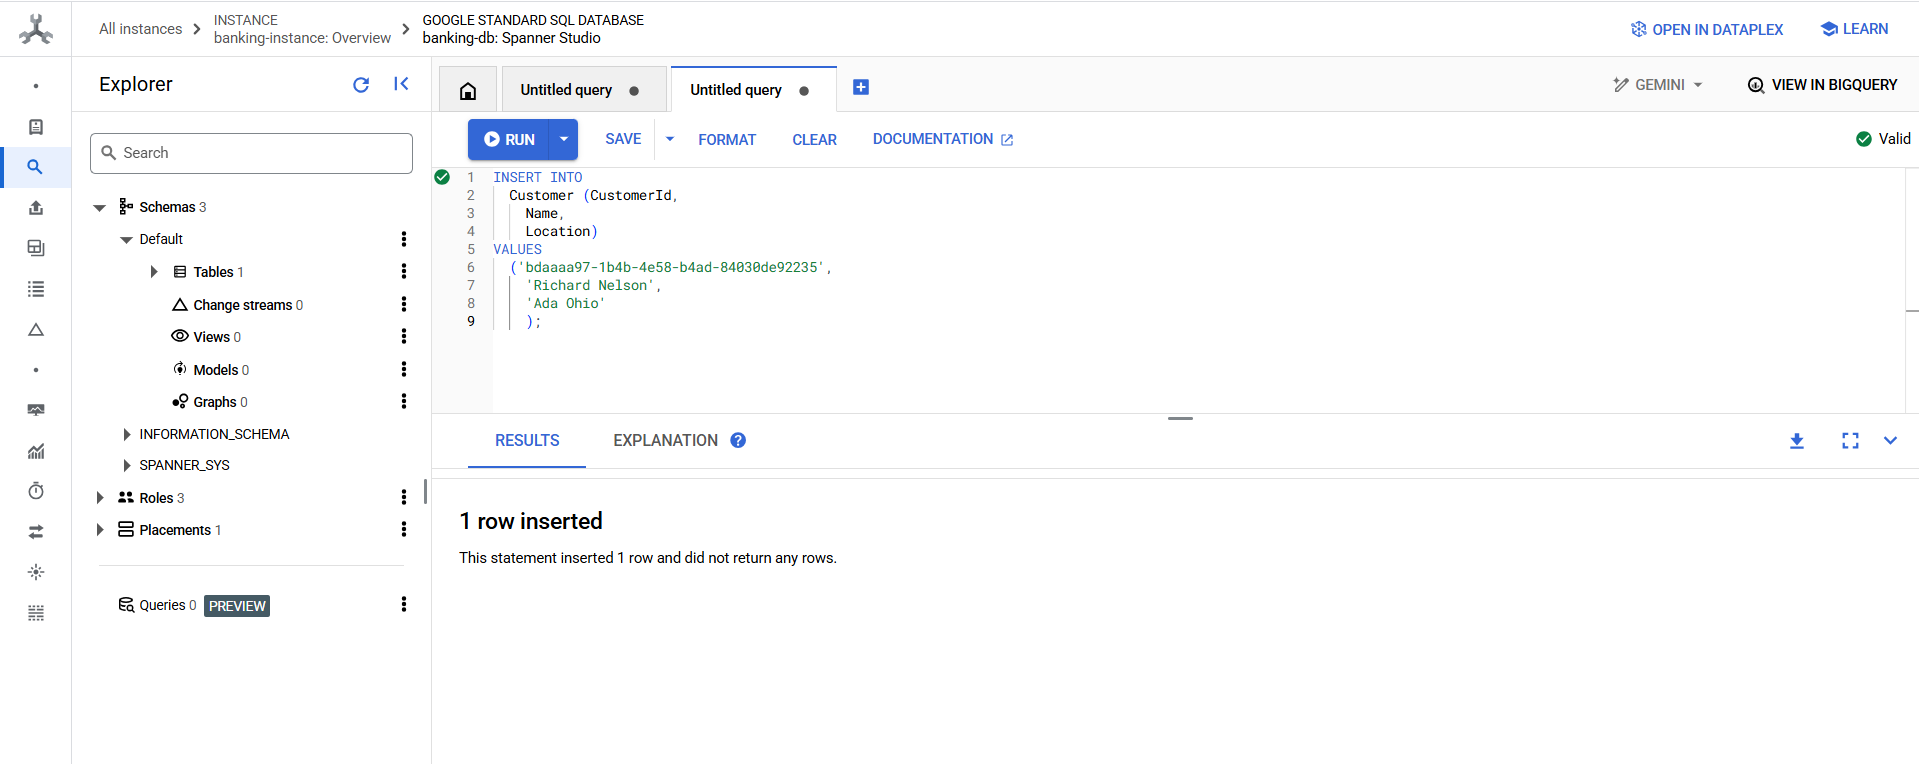 All instances
INSTANCE
banking-instance: Overview
GOOGLE STANDARD SQL DATABASE
banking-db: Spanner Studio
OPEN IN DATAPLEX
LEARN
Explorer
Untitled query
Untitled query
GEMINI
VIEW IN BIGQUERY
Search
RUN
SAVE
FORMAT
CLEAR
DOCUMENTATION
Valid
Schemas 3
Default
Tables 1
Change streams 0
Views 0
Models 0
Graphs 0
INFORMATION_SCHEMA
SPANNER_SYS
Roles 3
Placements 1
Queries 0 PREVIEW
1 INSERT INTO
2 Customer (CustomerId,
3 Name,
4 Location)
5 VALUES
6 ('bdaaaa97-1b4b-4e58-b4ad-84030de92235',
7 'Richard Nelson',
8 'Ada Ohio'
9 );
RESULTS
EXPLANATION ?
1 row inserted
This statement inserted 1 row and did not return any rows.